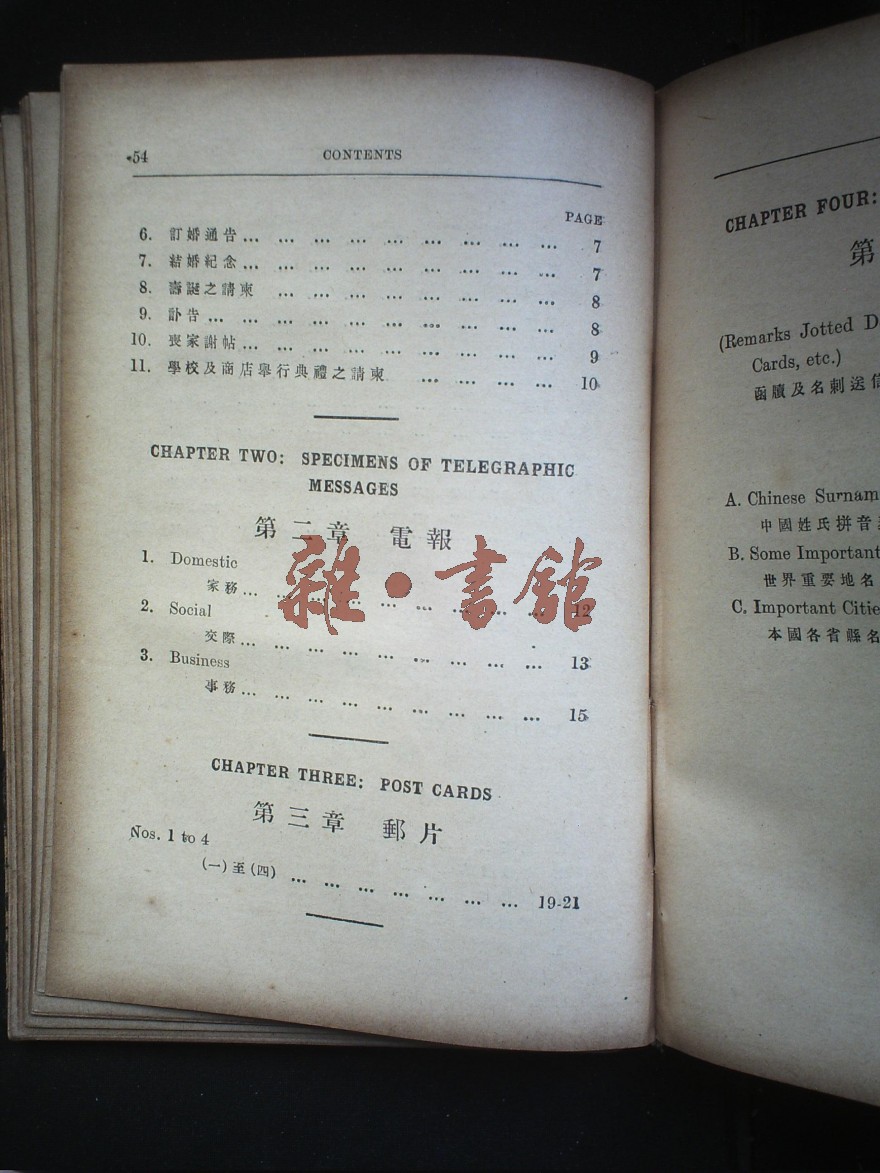 54
CONTENTS
PAGE
6. 訂婚通告... ... ... ... ... ... ... ... ... 7
7. 結婚紀念... ... ... ... ... ... ... ... ... 7
8. 壽誕之請柬 ... ... ... ... ... ... ... ... 8
9. 訃告... ... ... ... ... ... ... ... ... ... 8
10. 喪家謝帖... ... ... ... ... ... ... ... ... 9
11. 學校及商店舉行典禮之請柬 ... ... ... ... 10
CHAPTER TWO: SPECIMENS OF TELEGRAPHIC
MESSAGES
第二章 電報
1. Domestic
家務... ... ... ... ... ... ... ... ... 12
2. Social
交際... ... ... ... ... ... ... ... ... 13
3. Business
事務... ... ... ... ... ... ... ... ... 15
雜·書館
CHAPTER THREE: POST CARDS
第三章 郵片
Nos. 1 to 4
(一)至(四) ... ... ... ... ... ... ... 19-21
CHAPTER FOUR:
第
(Remarks Jotted D
Cards, etc.)
函牘及名刺送信
A. Chinese Surnam
中國姓氏拼音
B. Some Important
世界重要地名
C. Important Citie
本國各省縣名